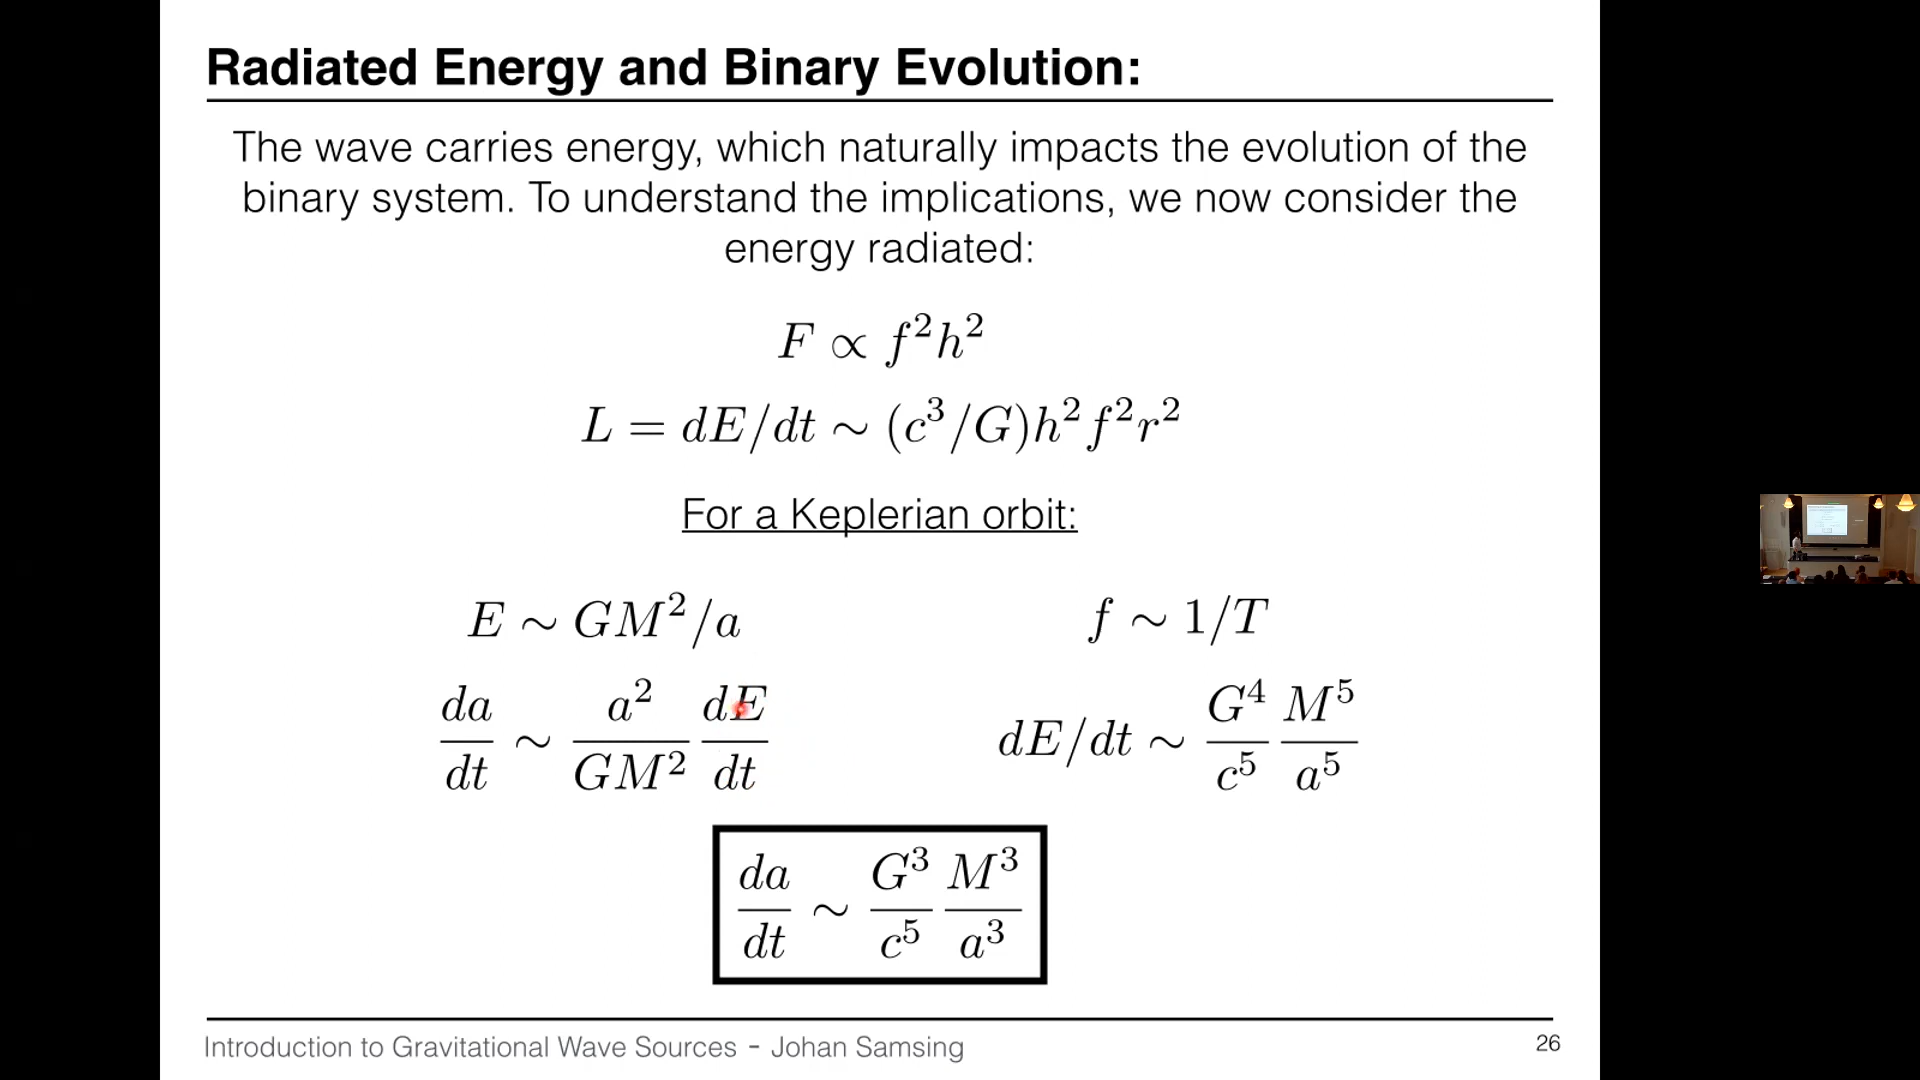 Radiated Energy and Binary Evolution:
The wave carries energy, which naturally impacts the evolution of the
binary system. To understand the implications, we now consider the
energy radiated:
F ∝ f²h²
L = dE/dt ∼ (c³/G)h²f²r²
For a Keplerian orbit:
E ∼ GM²/a
f ∼ 1/T
da/dt ∼ a²/GM² dE/dt
dE/dt ∼ G⁴/c⁵ M⁵/a⁵
da/dt ∼ G³/c⁵ M³/a³
Introduction to Gravitational Wave Sources - Johan Samsing
26